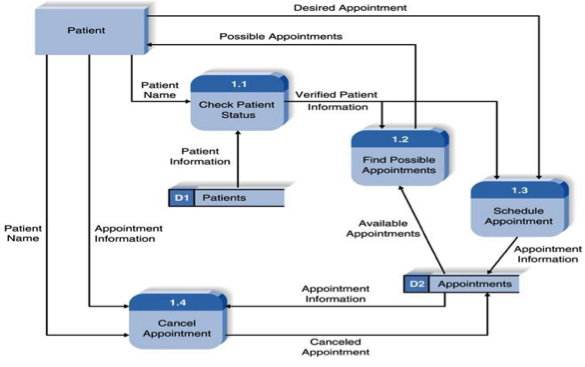 Desired Appointment
Patient
Possible Appointments
1.1
Check Patient
Status
Patient
Name
Verified Patient
Information
1.2
Find Possible
Appointments
Patient
Information
1.3
Schedule
Appointment
D1 Patients
Patient
Name
Appointment
Information
Available
Appointments
Appointment
Information
D2 Appointments
Appointment
Information
1.4
Cancel
Appointment
Canceled
Appointment